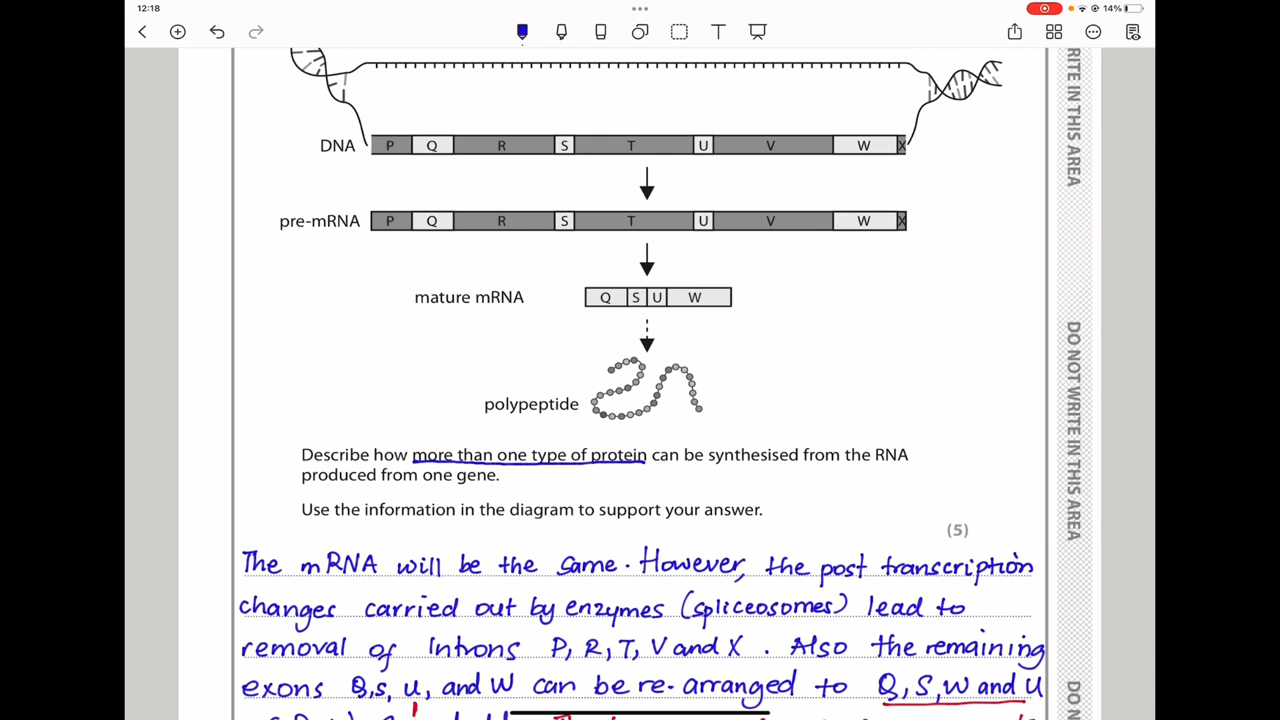 12:18
14%
DNA P Q R S T U V W X
pre-mRNA P Q R S T U V W X
mature mRNA Q S U W
polypeptide
Describe how more than one type of protein can be synthesised from the RNA
produced from one gene.
Use the information in the diagram to support your answer.
(5)
The mRNA will be the same. However, the post transcription
changes carried out by enzymes (spliceosomes) lead to
removal of Introns P, R, T, V and X. Also the remaining
exons Q,s, u, and W can be re-arranged to Q, S, W and U
RITE IN THIS AREA
DO NOT WRITE IN THIS AREA
DO N